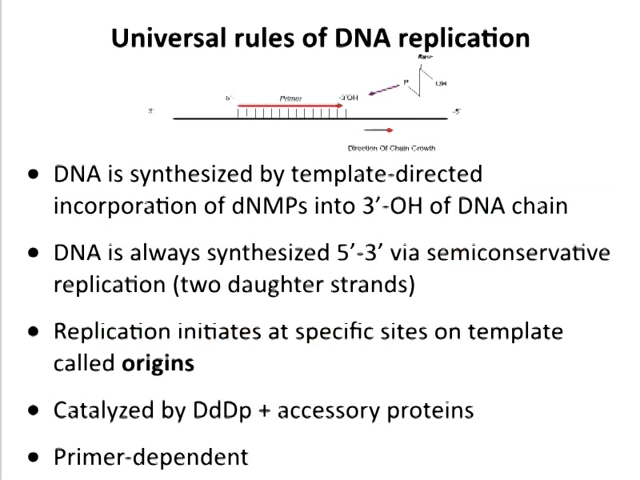 Universal rules of DNA replication
Base
P
OH
5'
Primer
-3'OH
3'
-5'
Direction Of Chain Growth
• DNA is synthesized by template-directed
incorporation of dNMPs into 3’-OH of DNA chain
• DNA is always synthesized 5’-3’ via semiconservative
replication (two daughter strands)
• Replication initiates at specific sites on template
called origins
• Catalyzed by DdDp + accessory proteins
• Primer-dependent